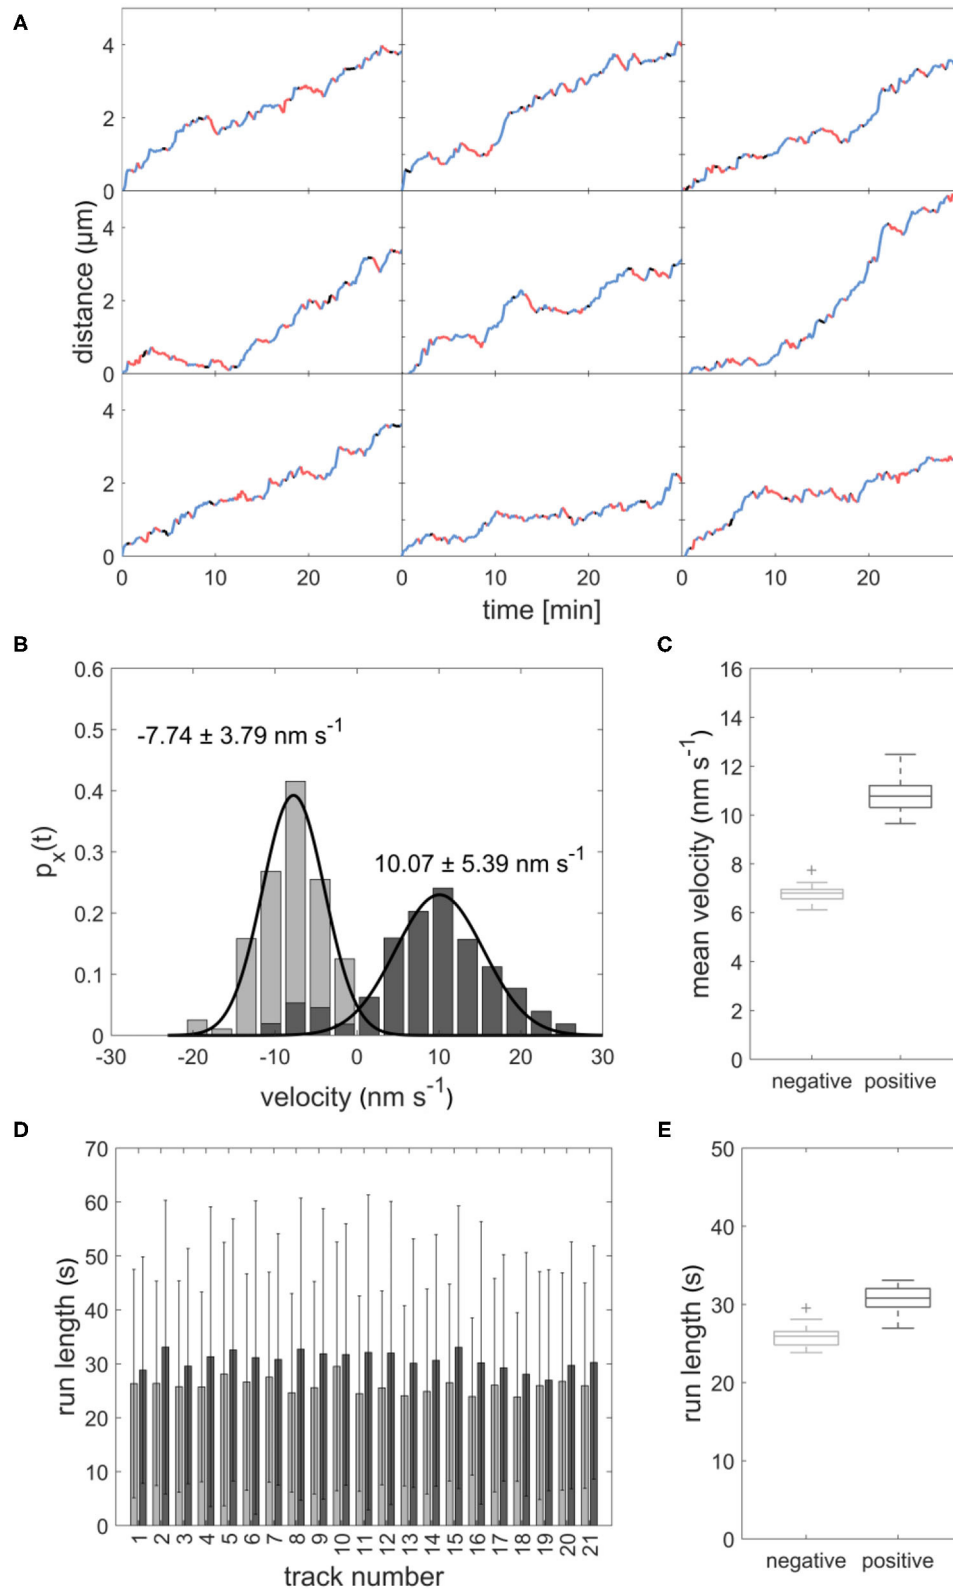 A
4
2
0
4
2
0
4
2
0
distance (µm)
0 10 20 0 10 20 0 10 20
time [min]
B
0.6
0.5
0.4
0.3
0.2
0.1
0
pₓ(t)
-7.74 ± 3.79 nm s⁻¹
10.07 ± 5.39 nm s⁻¹
-30 -20 -10 0 10 20 30
velocity (nm s⁻¹)
C
16
14
12
10
8
6
4
2
0
mean velocity (nm s⁻¹)
negative positive
D
70
60
50
40
30
20
10
0
run length (s)
1 2 3 4 5 6 7 8 9 10 11 12 13 14 15 16 17 18 19 20 21
track number
E
50
40
30
20
10
0
run length (s)
negative positive